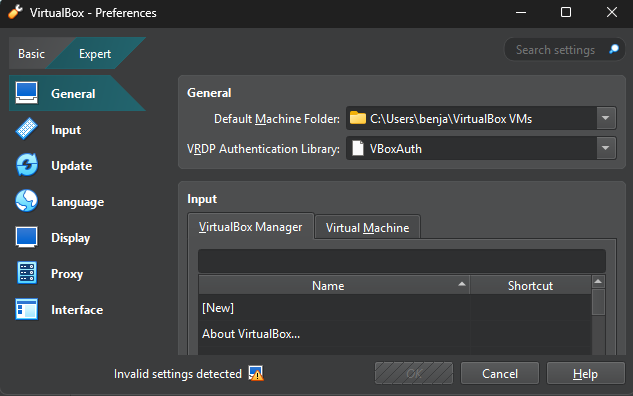 VirtualBox - Preferences
Basic
Expert
Search settings
General
Input
Update
Language
Display
Proxy
Interface
General
Default Machine Folder:
C:\Users\benja\VirtualBox VMs
VRDP Authentication Library:
VBoxAuth
Input
VirtualBox Manager
Virtual Machine
Name
Shortcut
[New]
About VirtualBox...
Invalid settings detected
OK
Cancel
Help